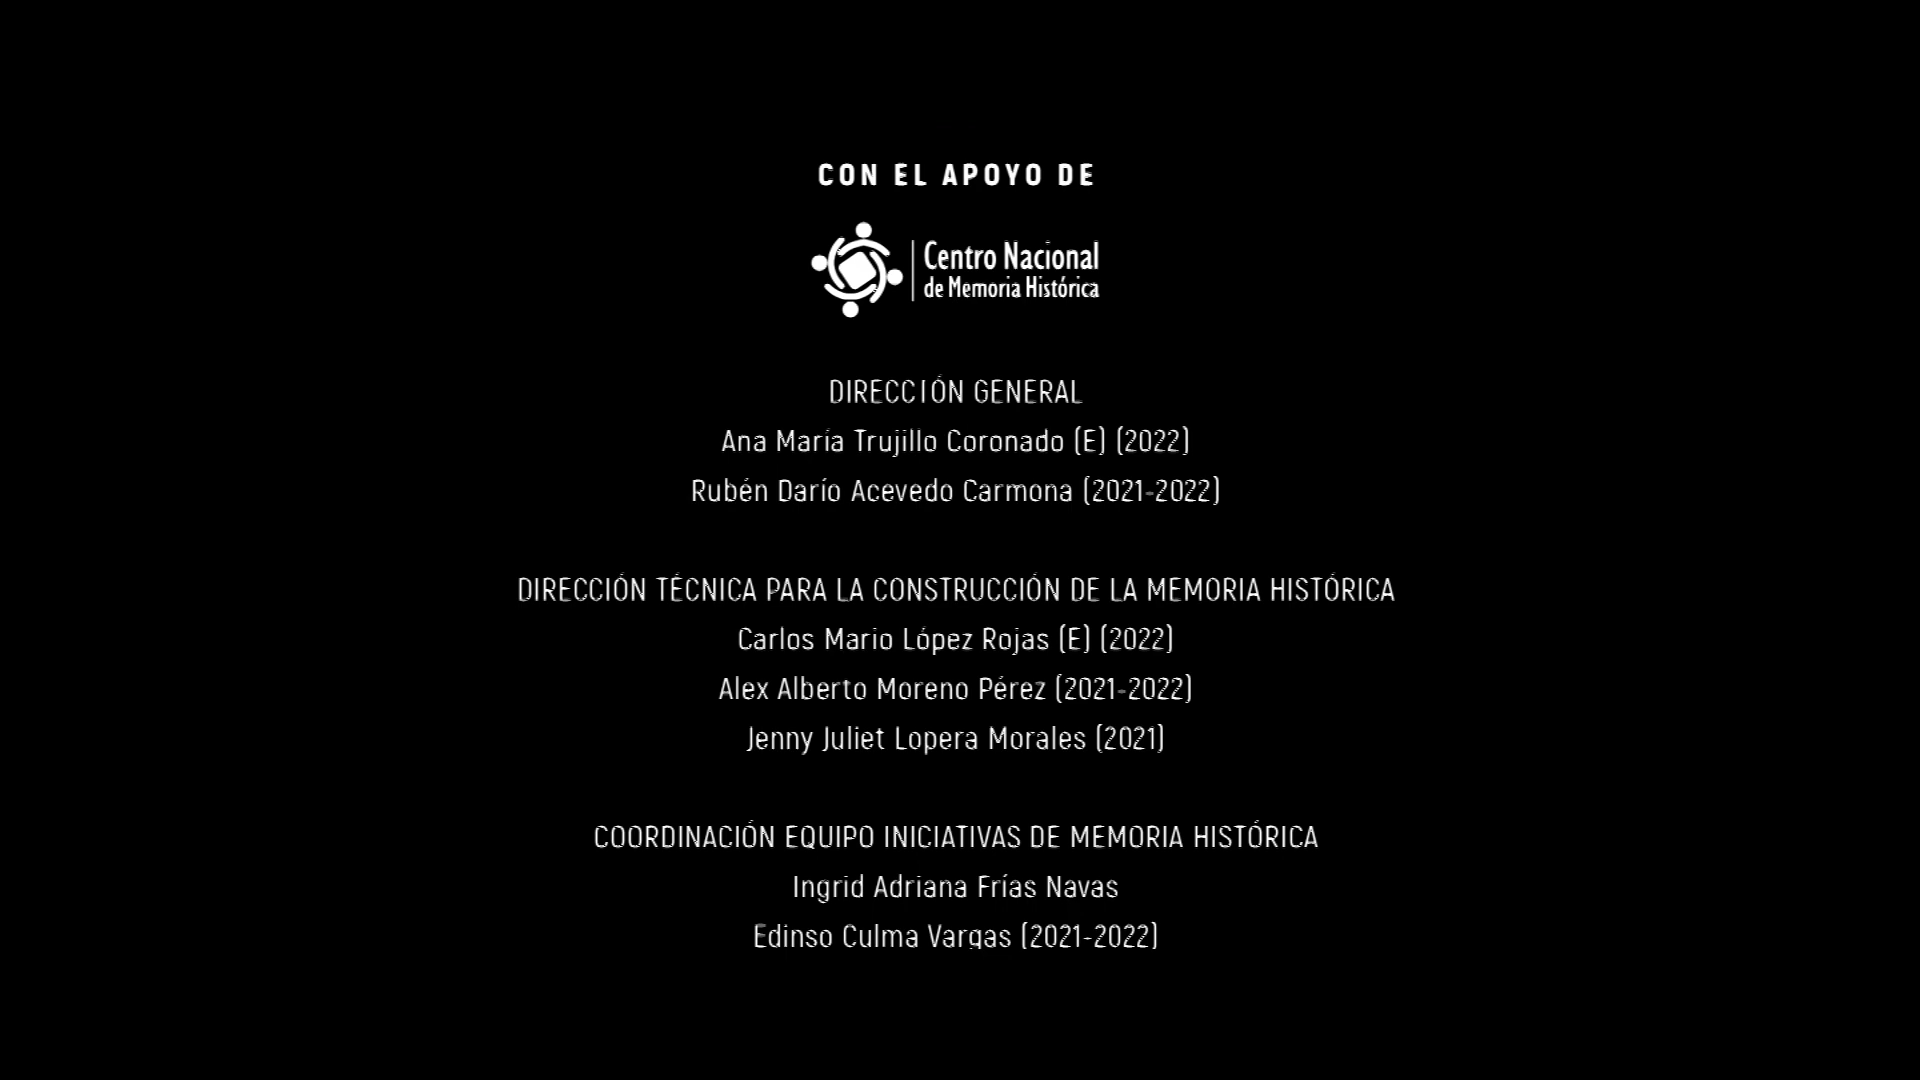 CON EL APOYO DE
Centro Nacional
de Memoria Histórica
DIRECCIÓN GENERAL
Ana María Trujillo Coronado (E) (2022)
Rubén Darío Acevedo Carmona (2021-2022)
DIRECCIÓN TÉCNICA PARA LA CONSTRUCCIÓN DE LA MEMORIA HISTÓRICA
Carlos Mario López Rojas (E) (2022)
Alex Alberto Moreno Pérez (2021-2022)
Jenny Juliet Lopera Morales (2021)
COORDINACIÓN EQUIPO INICIATIVAS DE MEMORIA HISTÓRICA
Ingrid Adriana Frías Navas
Edinso Culma Vargas (2021-2022)